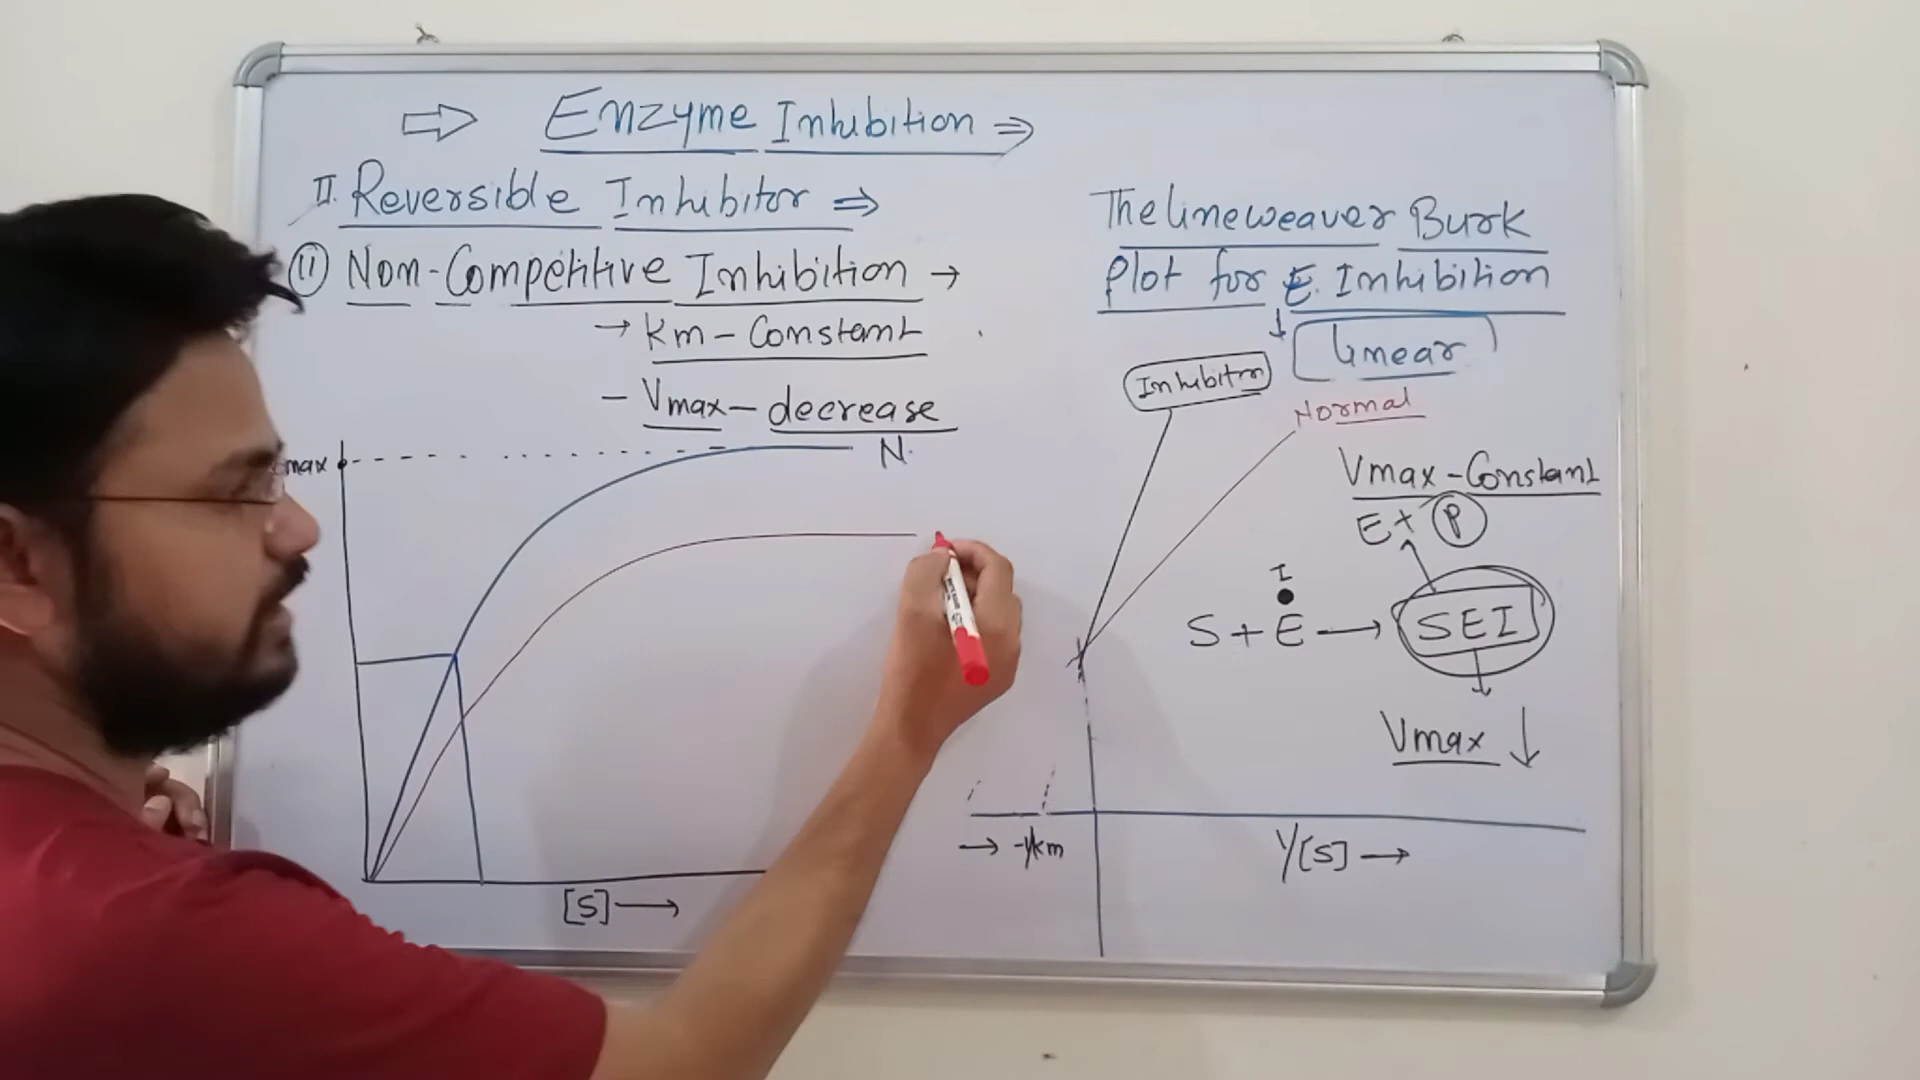 ⇒ Enzyme Inhibition ⇒
II. Reversible Inhibitor ⇒
(ii) Non-Competitive Inhibition →
→ Km - Constant
- Vmax - decrease
max
N.
[S] →
The lineweaver Burk
Plot for E. Inhibition
↓ linear
Inhibitor
Normal
Vmax - Constant
E + P
I
S + E → SEI
Vmax ↓
→ -1/km
1/[S] →